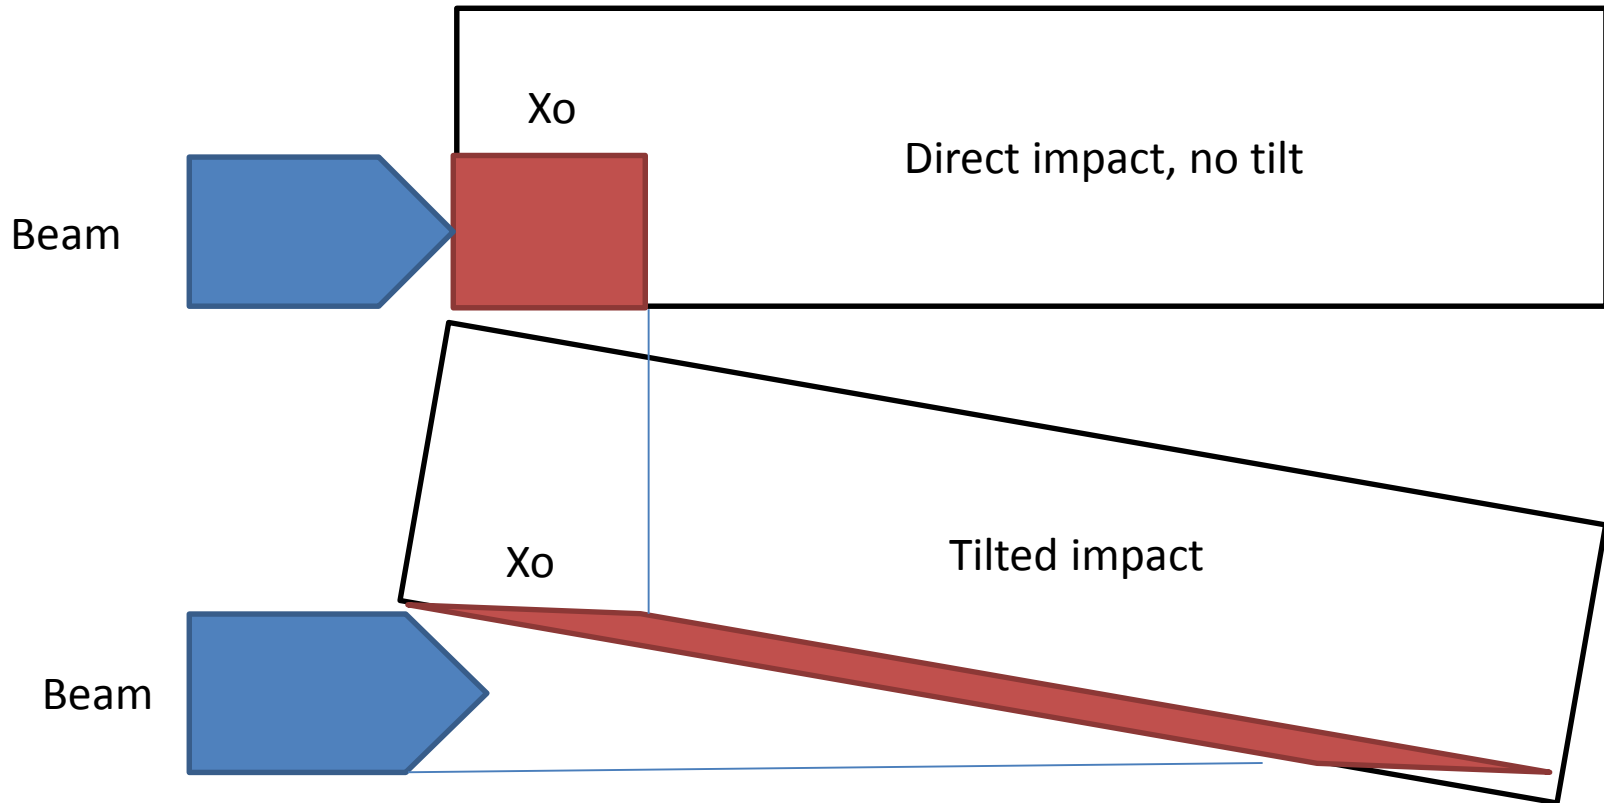 Xo
Direct impact, no tilt
Beam
Xo
Tilted impact
Beam